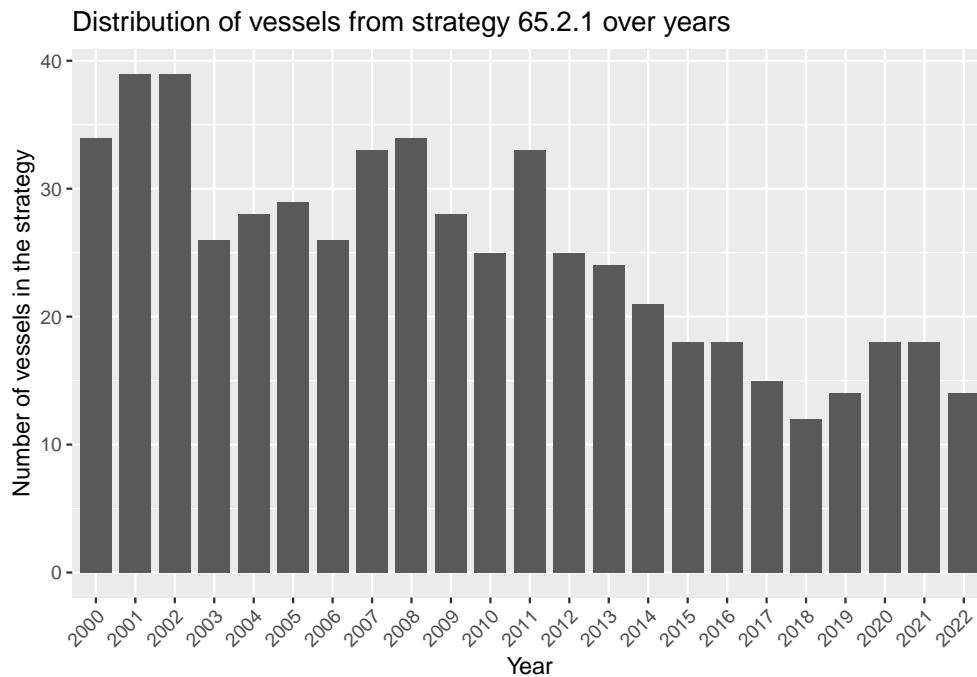 Distribution of vessels from strategy 65.2.1 over years
Number of vessels in the strategy
40
30
20
10
0
2000 2001 2002 2003 2004 2005 2006 2007 2008 2009 2010 2011 2012 2013 2014 2015 2016 2017 2018 2019 2020 2021 2022
Year